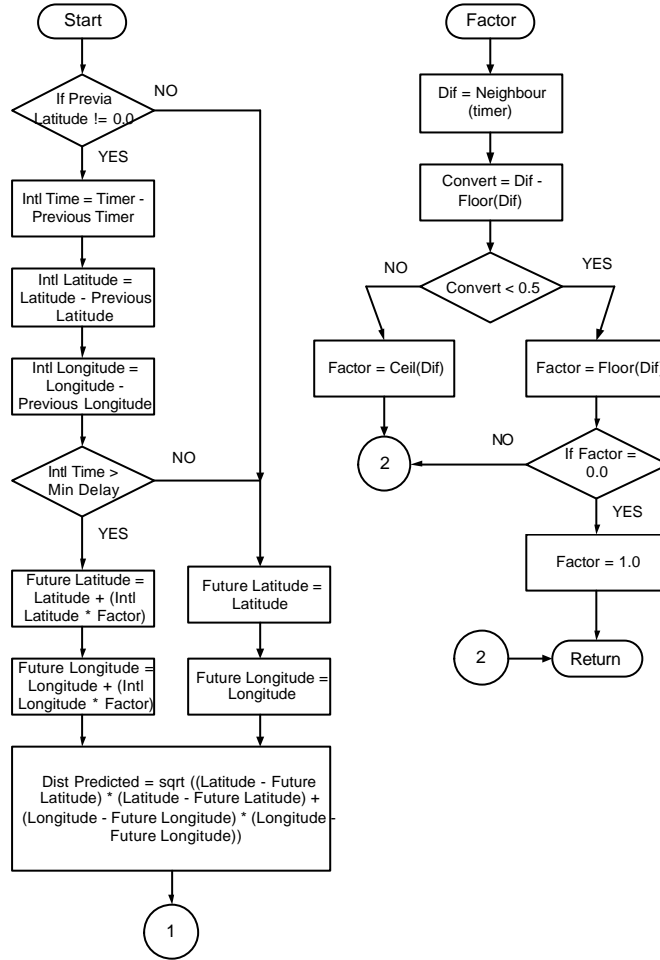 Start
If Previa
Latitude != 0.0
NO
YES
Intl Time = Timer -
Previous Timer
Intl Latitude =
Latitude - Previous
Latitude
Intl Longitude =
Longitude -
Previous Longitude
Intl Time >
Min Delay
NO
YES
Future Latitude =
Latitude + (Intl
Latitude * Factor)
Future Longitude =
Longitude + (Intl
Longitude * Factor)
Future Latitude =
Latitude
Future Longitude =
Longitude
Dist Predicted = sqrt ((Latitude - Future
Latitude) * (Latitude - Future Latitude) +
(Longitude - Future Longitude) * (Longitude -
Future Longitude))
1
Factor
Dif = Neighbour
(timer)
Convert = Dif -
Floor(Dif)
Convert < 0.5
NO
YES
Factor = Ceil(Dif)
Factor = Floor(Dif)
2
NO
If Factor =
0.0
YES
Factor = 1.0
2
Return